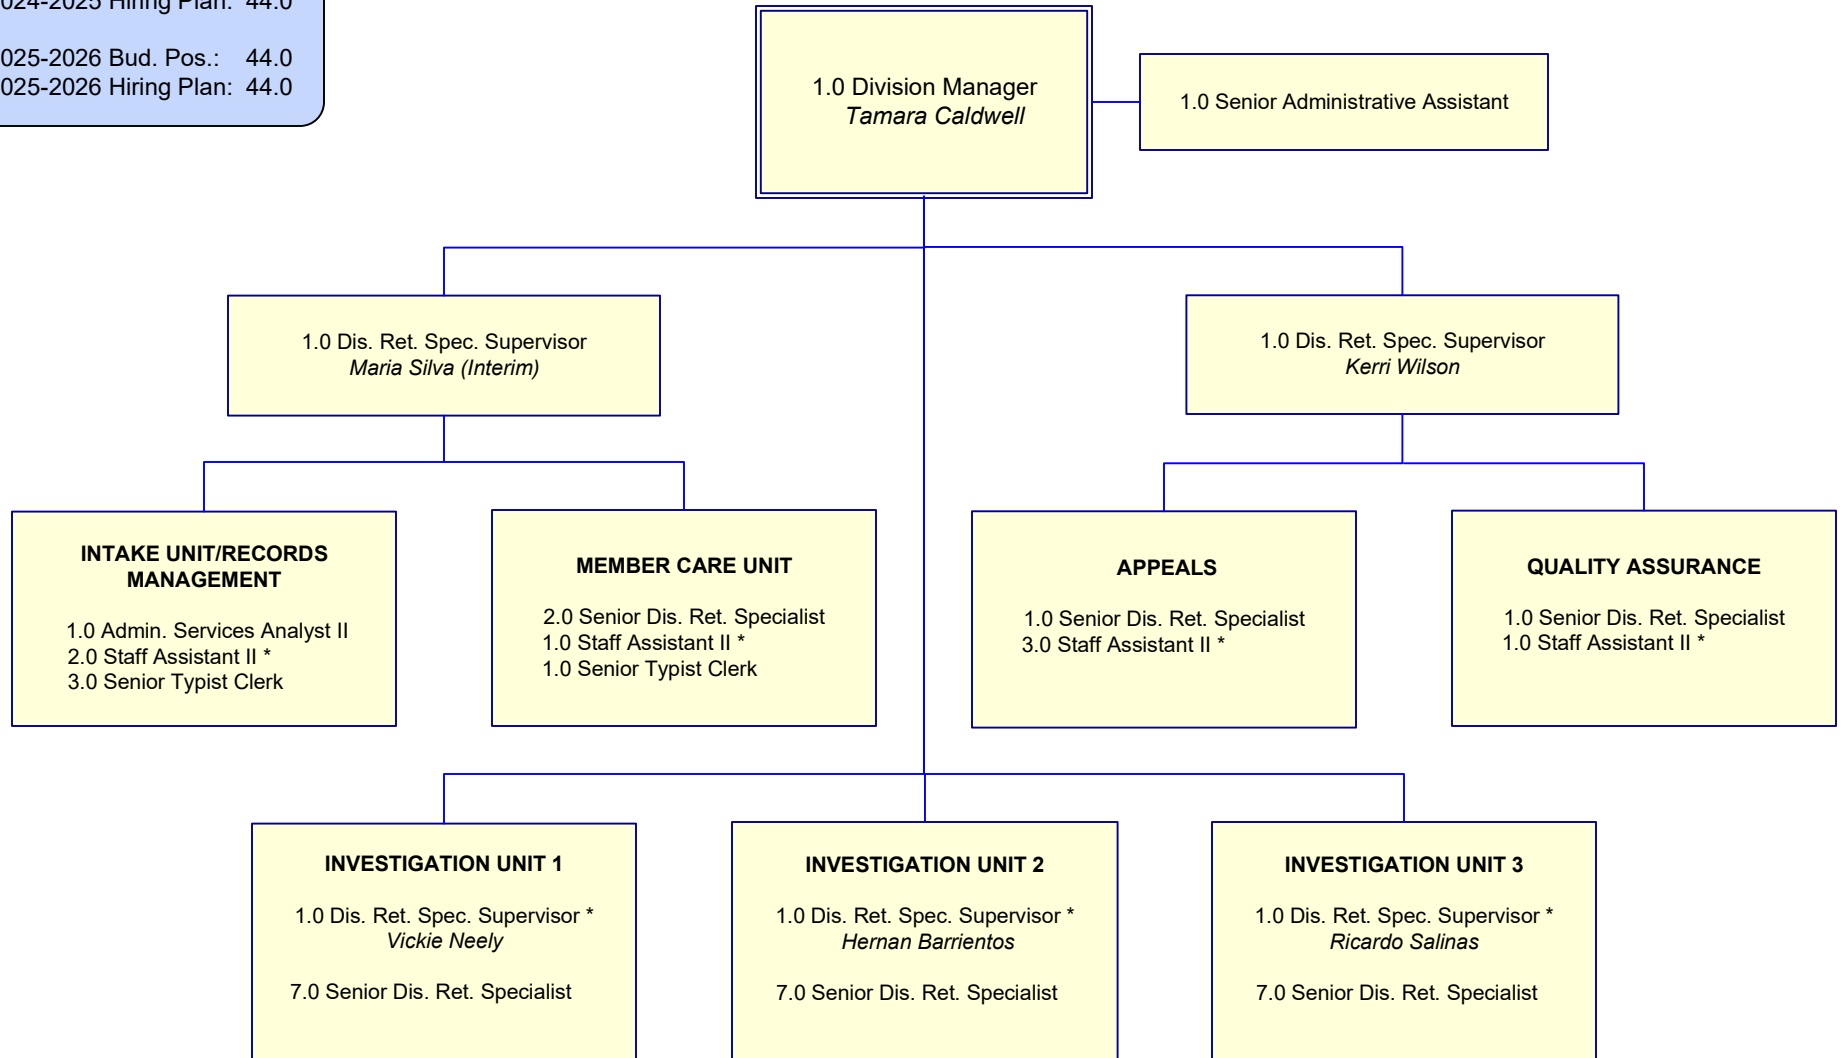 024-2025 Hiring Plan: 44.0
025-2026 Bud. Pos.: 44.0
025-2026 Hiring Plan: 44.0
1.0 Division Manager
Tamara Caldwell
1.0 Senior Administrative Assistant
1.0 Dis. Ret. Spec. Supervisor
Maria Silva (Interim)
1.0 Dis. Ret. Spec. Supervisor
Kerri Wilson
INTAKE UNIT/RECORDS
MANAGEMENT
1.0 Admin. Services Analyst II
2.0 Staff Assistant II *
3.0 Senior Typist Clerk
MEMBER CARE UNIT
2.0 Senior Dis. Ret. Specialist
1.0 Staff Assistant II *
1.0 Senior Typist Clerk
APPEALS
1.0 Senior Dis. Ret. Specialist
3.0 Staff Assistant II *
QUALITY ASSURANCE
1.0 Senior Dis. Ret. Specialist
1.0 Staff Assistant II *
INVESTIGATION UNIT 1
1.0 Dis. Ret. Spec. Supervisor *
Vickie Neely
7.0 Senior Dis. Ret. Specialist
INVESTIGATION UNIT 2
1.0 Dis. Ret. Spec. Supervisor *
Hernan Barrientos
7.0 Senior Dis. Ret. Specialist
INVESTIGATION UNIT 3
1.0 Dis. Ret. Spec. Supervisor *
Ricardo Salinas
7.0 Senior Dis. Ret. Specialist